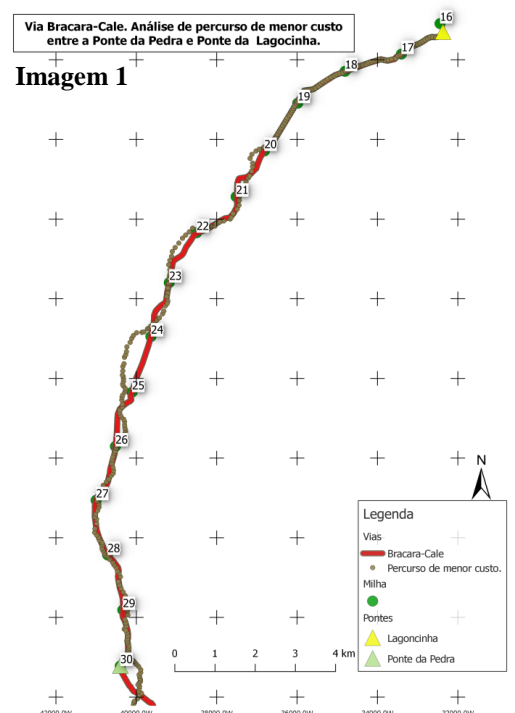 Via Bracara-Cale. Análise de percurso de menor custo
entre a Ponte da Pedra e Ponte da Lagocinha.
Imagem 1
16
17
18
19
20
21
22
23
24
25
26
27
28
29
30
N
Legenda
Vias
Bracara-Cale
Percurso de menor custo.
Milha
Pontes
Lagoncinha
Ponte da Pedra
0 1 2 3 4 km